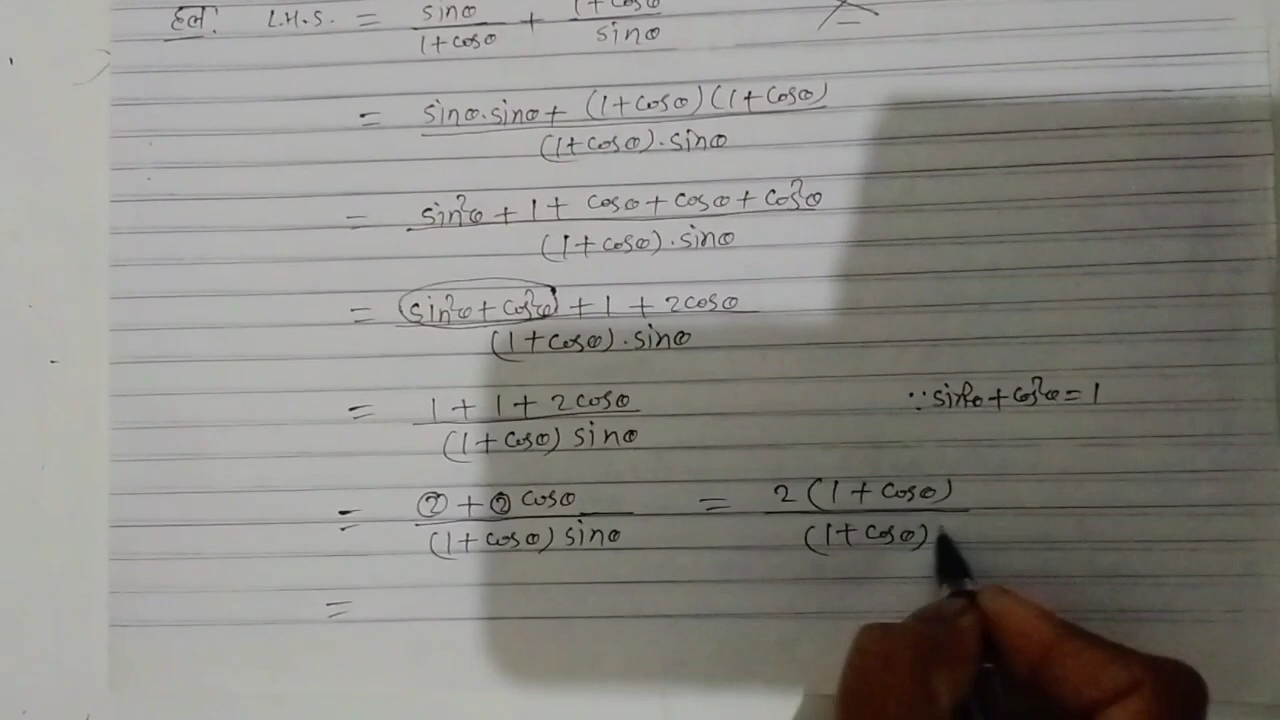 हल: L.H.S. = sinθ/1+cosθ + 1+cosθ/sinθ
= sinθ.sinθ + (1+cosθ)(1+cosθ)/(1+cosθ).sinθ
= sin²θ + 1 + cosθ + cosθ + cos²θ/(1+cosθ).sinθ
= (sin²θ + cos²θ) + 1 + 2cosθ/(1+cosθ).sinθ
= 1 + 1 + 2cosθ/(1+cosθ) sinθ ∵ sin²θ + cos²θ = 1
= 2 + 2 cosθ/(1+cosθ) sinθ = 2(1+cosθ)/(1+cosθ)
=